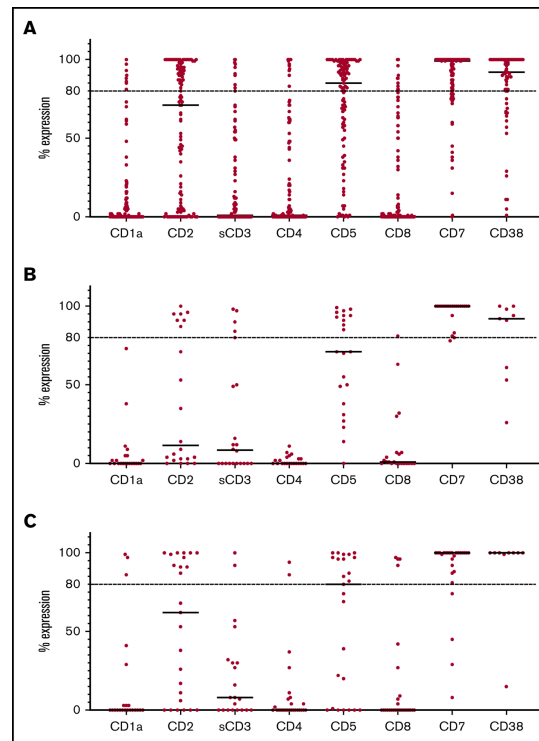 A
100
80
50
0
% expression
CD1a CD2 sCD3 CD4 CD5 CD8 CD7 CD38
B
100
80
50
0
% expression
CD1a CD2 sCD3 CD4 CD5 CD8 CD7 CD38
C
100
80
50
0
% expression
CD1a CD2 sCD3 CD4 CD5 CD8 CD7 CD38